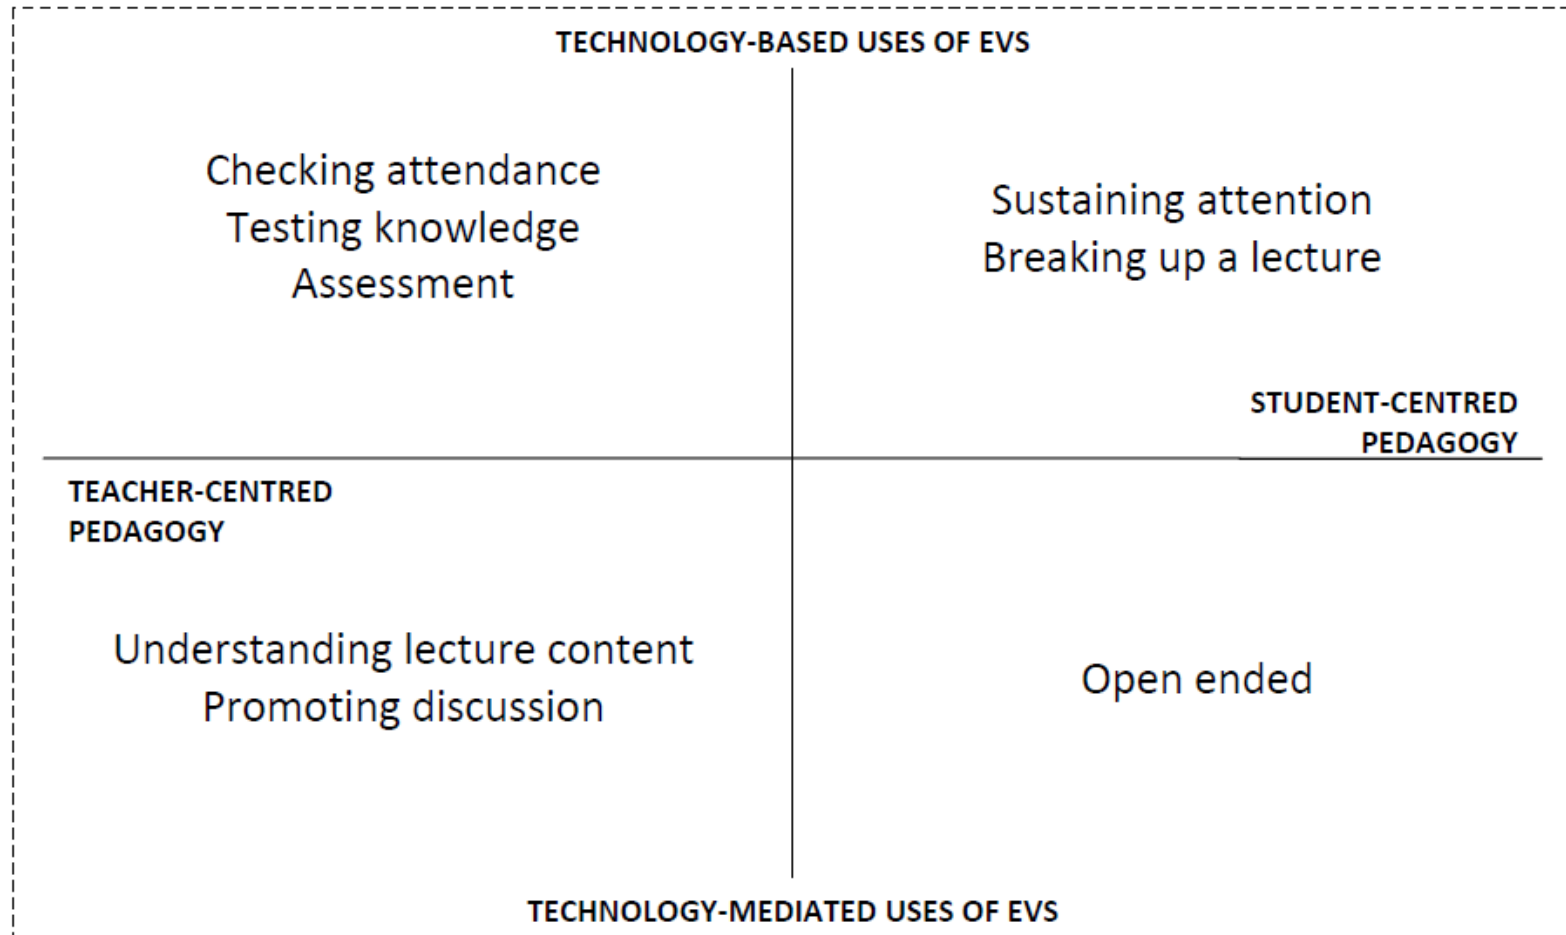 TECHNOLOGY-BASED USES OF EVS
Checking attendance
Testing knowledge
Assessment
Sustaining attention
Breaking up a lecture
STUDENT-CENTRED
PEDAGOGY
TEACHER-CENTRED
PEDAGOGY
Understanding lecture content
Promoting discussion
Open ended
TECHNOLOGY-MEDIATED USES OF EVS